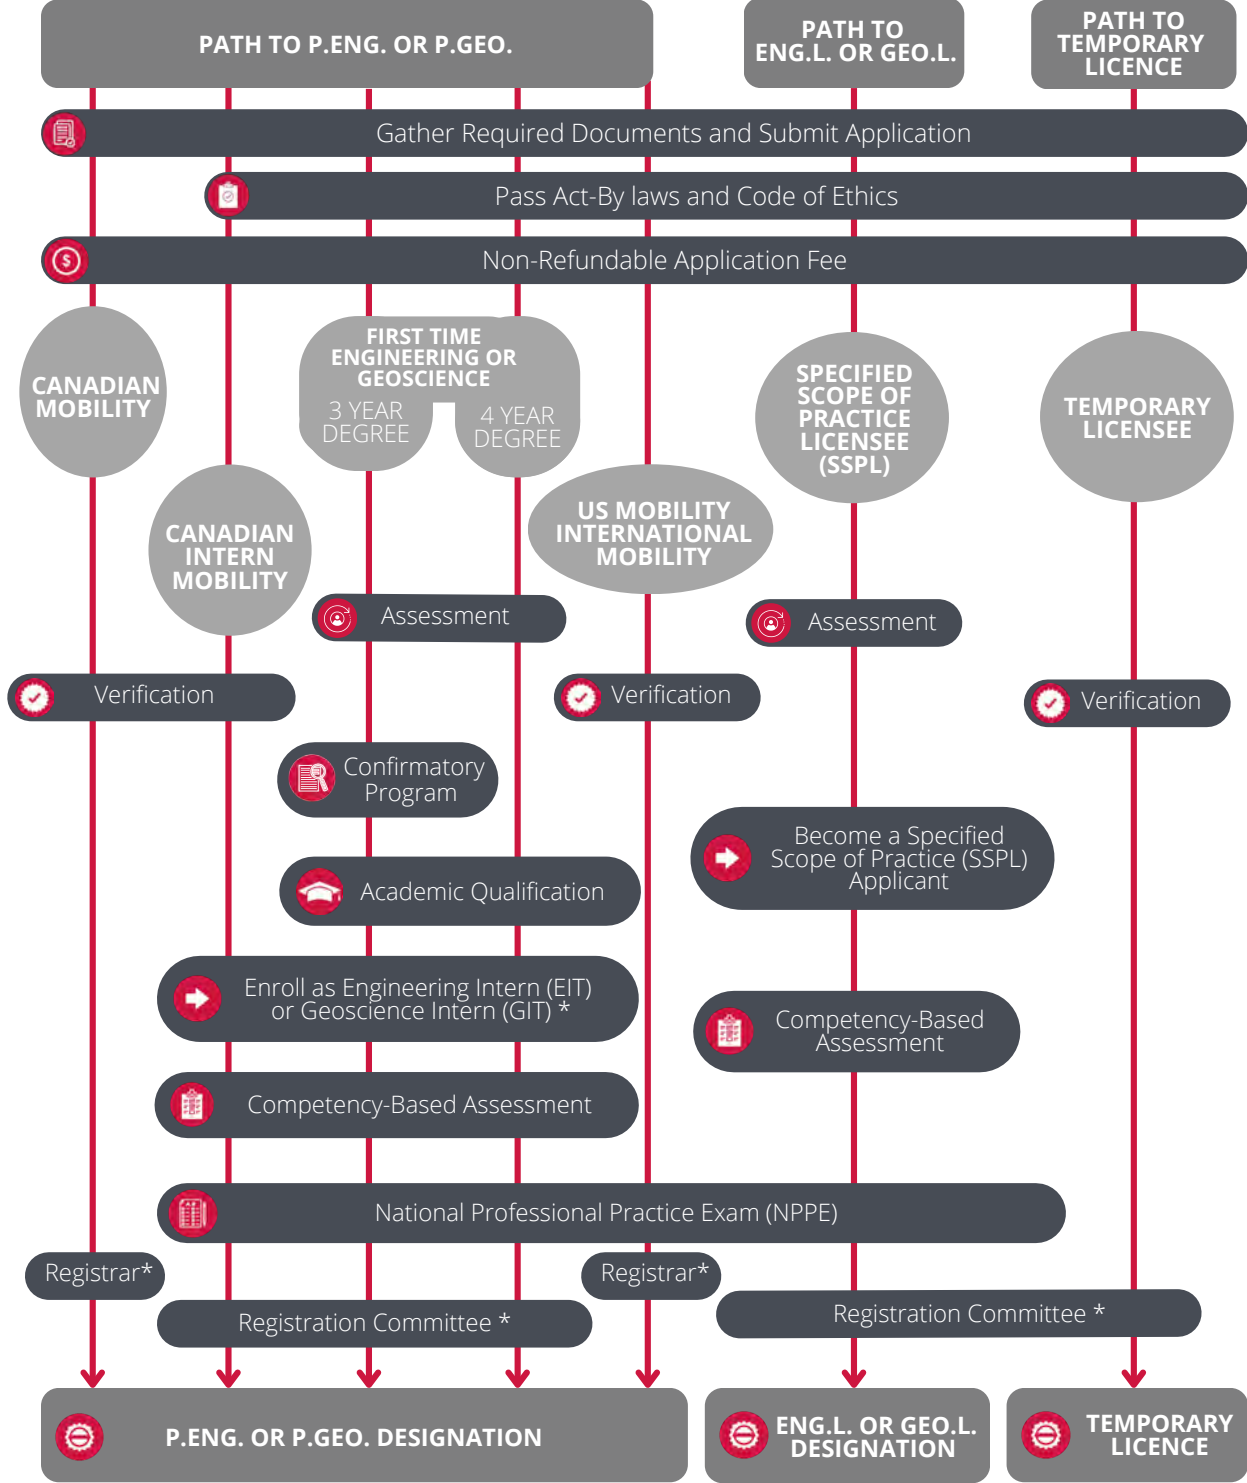 PATH TO P.ENG. OR P.GEO.
PATH TO
ENG.L. OR GEO.L.
PATH TO
TEMPORARY
LICENCE
Gather Required Documents and Submit Application
Pass Act-By laws and Code of Ethics
$
Non-Refundable Application Fee
CANADIAN
MOBILITY
FIRST TIME
ENGINEERING OR
GEOSCIENCE
3 YEAR
DEGREE
4 YEAR
DEGREE
SPECIFIED
SCOPE OF
PRACTICE
LICENSEE
(SSPL)
TEMPORARY
LICENSEE
CANADIAN
INTERN
MOBILITY
US MOBILITY
INTERNATIONAL
MOBILITY
Assessment
Assessment
Verification
Verification
Verification
Confirmatory
Program
Become a Specified
Scope of Practice (SSPL)
Applicant
Academic Qualification
Enroll as Engineering Intern (EIT)
or Geoscience Intern (GIT) *
Competency-Based
Assessment
Competency-Based Assessment
National Professional Practice Exam (NPPE)
Registrar*
Registrar*
Registration Committee *
Registration Committee *
P.ENG. OR P.GEO. DESIGNATION
ENG.L. OR GEO.L.
DESIGNATION
TEMPORARY
LICENCE